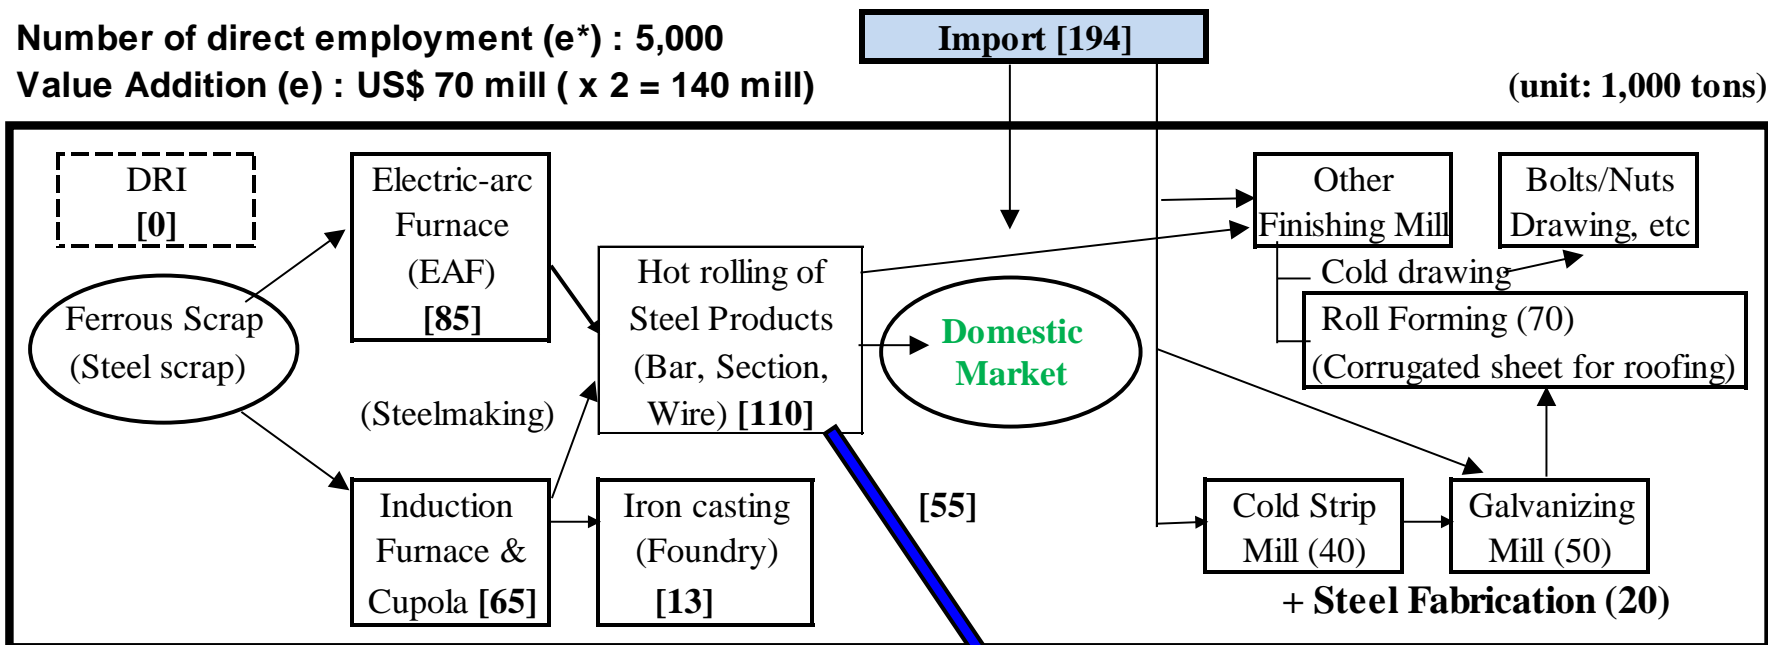 Number of direct employment (e*) : 5,000
Value Addition (e) : US$ 70 mill ( x 2 = 140 mill)
Import [194]
(unit: 1,000 tons)
DRI
[0]
Ferrous Scrap
(Steel scrap)
Electric-arc
Furnace
(EAF)
[85]
(Steelmaking)
Induction
Furnace &
Cupola [65]
Hot rolling of
Steel Products
(Bar, Section,
Wire) [110]
Iron casting
(Foundry)
[13]
Domestic
Market
[55]
Other
Finishing Mill
Bolts/Nuts
Drawing, etc
Cold drawing
Roll Forming (70)
(Corrugated sheet for roofing)
Cold Strip
Mill (40)
Galvanizing
Mill (50)
+ Steel Fabrication (20)